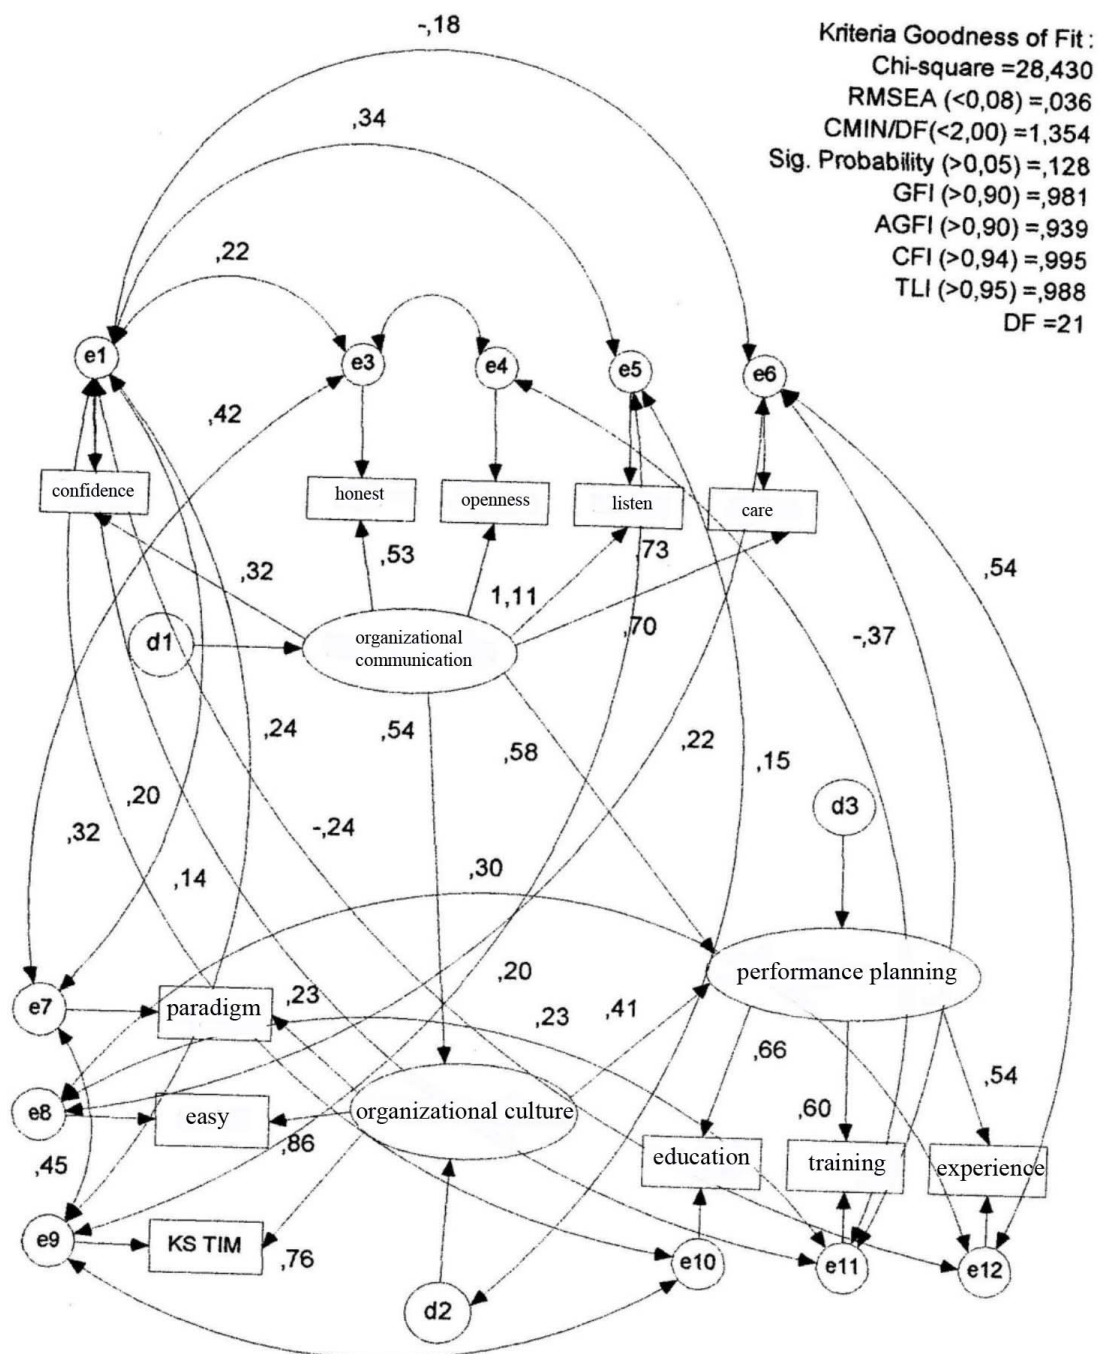 -,18
Kriteria Goodness of Fit :
Chi-square =28,430
RMSEA (<0,08) =,036
CMIN/DF(<2,00) =1,354
Sig. Probability (>0,05) =,128
GFI (>0,90) =,981
AGFI (>0,90) =,939
CFI (>0,94) =,995
TLI (>0,95) =,988
DF =21
,34
,22
e1
e3
e4
e5
e6
,42
confidence
honest
openness
listen
care
,32
,53
1,11
,73
,54
d1
organizational
communication
,70
-,37
,24
,54
,58
,22
,15
,20
,32
-,24
d3
,14
,30
,20
performance planning
e7
paradigm
,23
,23
,41
,66
,54
e8
easy
organizational culture
,60
,45
,86
education
training
experience
e9
KS TIM
,76
e10
e11
e12
d2